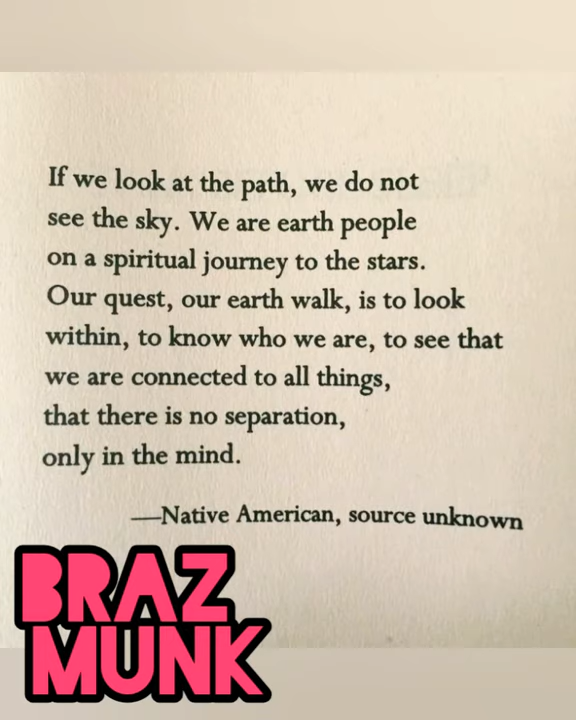 If we look at the path, we do not
see the sky. We are earth people
on a spiritual journey to the stars.
Our quest, our earth walk, is to look
within, to know who we are, to see that
we are connected to all things,
that there is no separation,
only in the mind.
—Native American, source unknown
BRAZ
MUNK